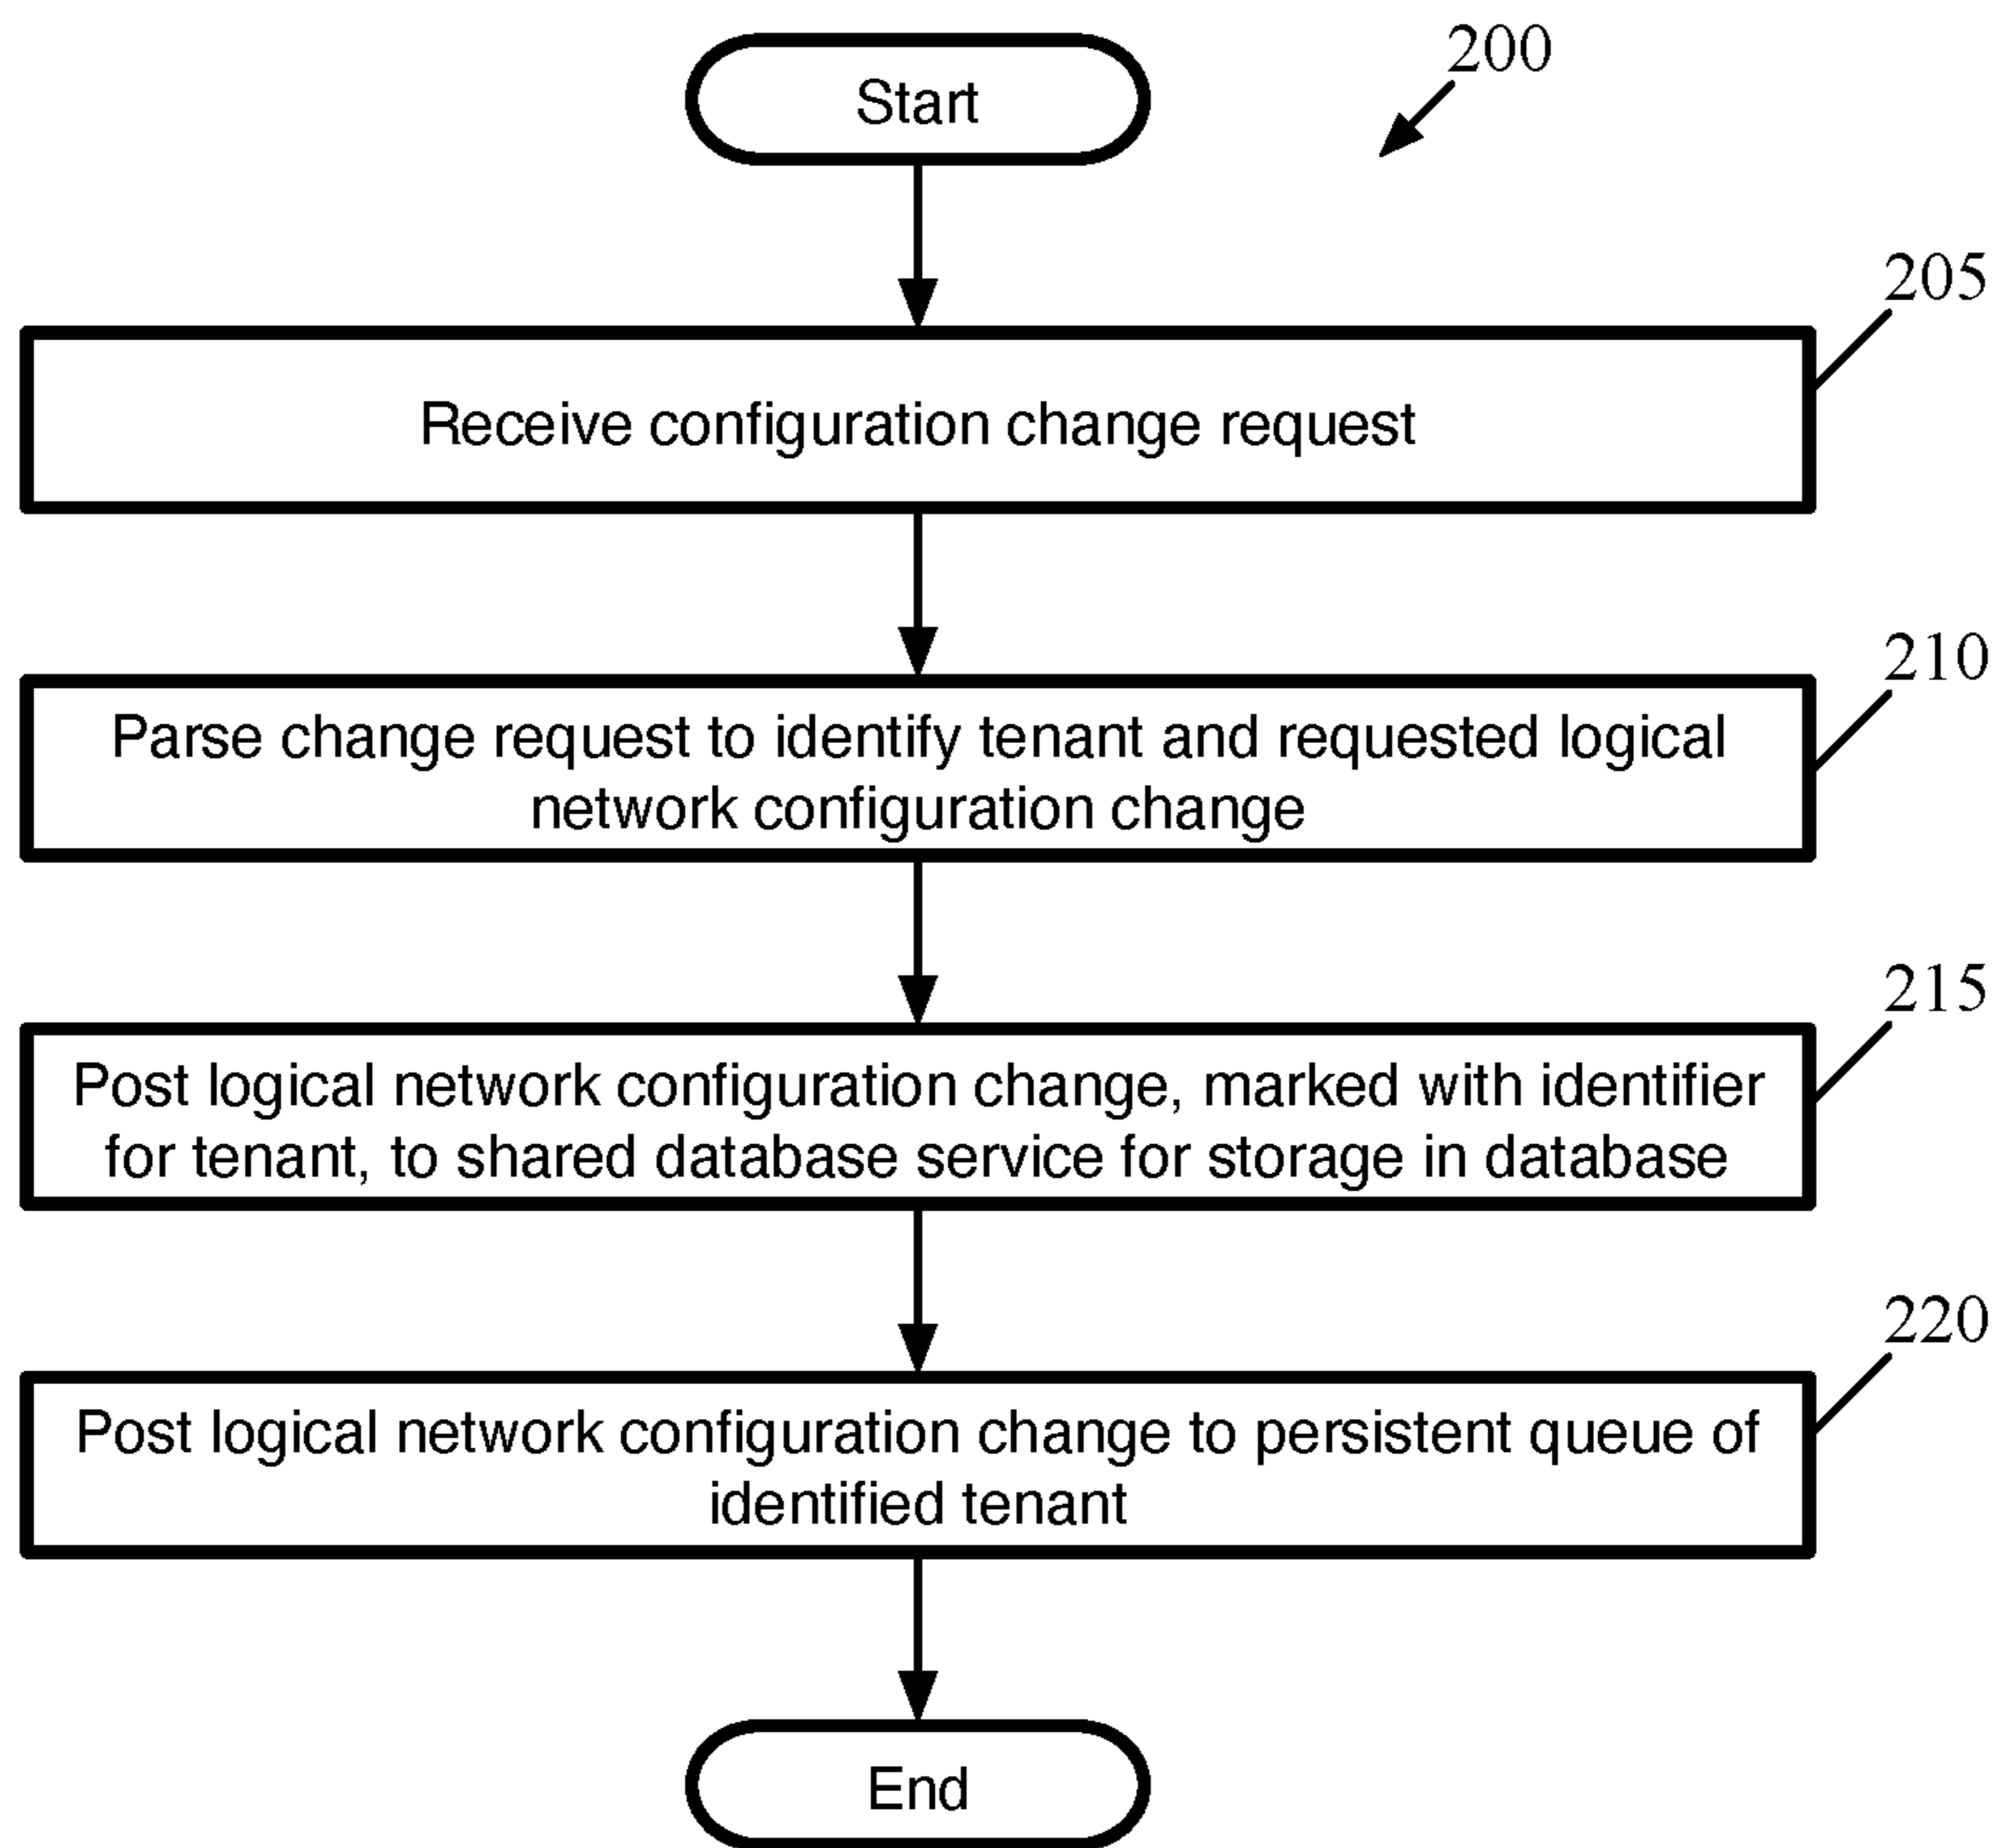 Start
200
205
Receive configuration change request
210
Parse change request to identify tenant and requested logical
network configuration change
215
Post logical network configuration change, marked with identifier
for tenant, to shared database service for storage in database
220
Post logical network configuration change to persistent queue of
identified tenant
End